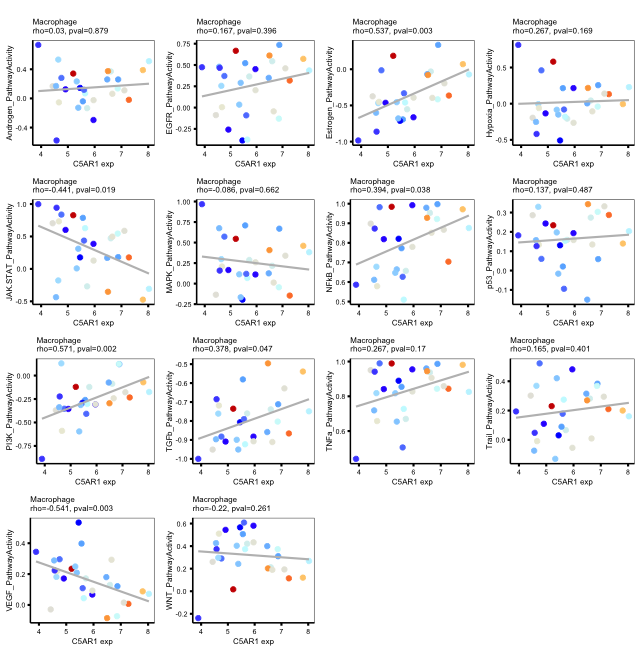 Macrophage
rho=0.03, pval=0.879
Androgen_PathwayActivity
0.4
0.0
-0.4
4 5 6 7 8
C5AR1 exp
Macrophage
rho=0.167, pval=0.396
EGFR_PathwayActivity
0.75
0.50
0.25
0.00
-0.25
4 5 6 7 8
C5AR1 exp
Macrophage
rho=0.537, pval=0.003
Estrogen_PathwayActivity
0.0
-0.5
-1.0
4 5 6 7 8
C5AR1 exp
Macrophage
rho=0.267, pval=0.169
Hypoxia_PathwayActivity
0.5
0.0
-0.5
4 5 6 7 8
C5AR1 exp
Macrophage
rho=-0.441, pval=0.019
JAK-STAT_PathwayActivity
1.0
0.5
0.0
-0.5
4 5 6 7 8
C5AR1 exp
Macrophage
rho=-0.086, pval=0.662
MAPK_PathwayActivity
1.00
0.75
0.50
0.25
0.00
-0.25
4 5 6 7 8
C5AR1 exp
Macrophage
rho=0.394, pval=0.038
NFkB_PathwayActivity
1.0
0.9
0.8
0.7
0.6
0.5
4 5 6 7 8
C5AR1 exp
Macrophage
rho=0.137, pval=0.487
p53_PathwayActivity
0.3
0.2
0.1
0.0
-0.1
4 5 6 7 8
C5AR1 exp
Macrophage
rho=0.571, pval=0.002
PI3K_PathwayActivity
0.00
-0.25
-0.50
-0.75
4 5 6 7 8
C5AR1 exp
Macrophage
rho=0.378, pval=0.047
TGFb_PathwayActivity
-0.5
-0.6
-0.7
-0.8
-0.9
-1.0
4 5 6 7 8
C5AR1 exp
Macrophage
rho=0.267, pval=0.17
TNFa_PathwayActivity
1.0
0.8
0.6
4 5 6 7 8
C5AR1 exp
Macrophage
rho=0.165, pval=0.401
Trail_PathwayActivity
0.4
0.2
0.0
4 5 6 7 8
C5AR1 exp
Macrophage
rho=-0.541, pval=0.003
VEGF_PathwayActivity
0.4
0.2
0.0
4 5 6 7 8
C5AR1 exp
Macrophage
rho=-0.22, pval=0.261
WNT_PathwayActivity
0.6
0.4
0.2
0.0
-0.2
4 5 6 7 8
C5AR1 exp